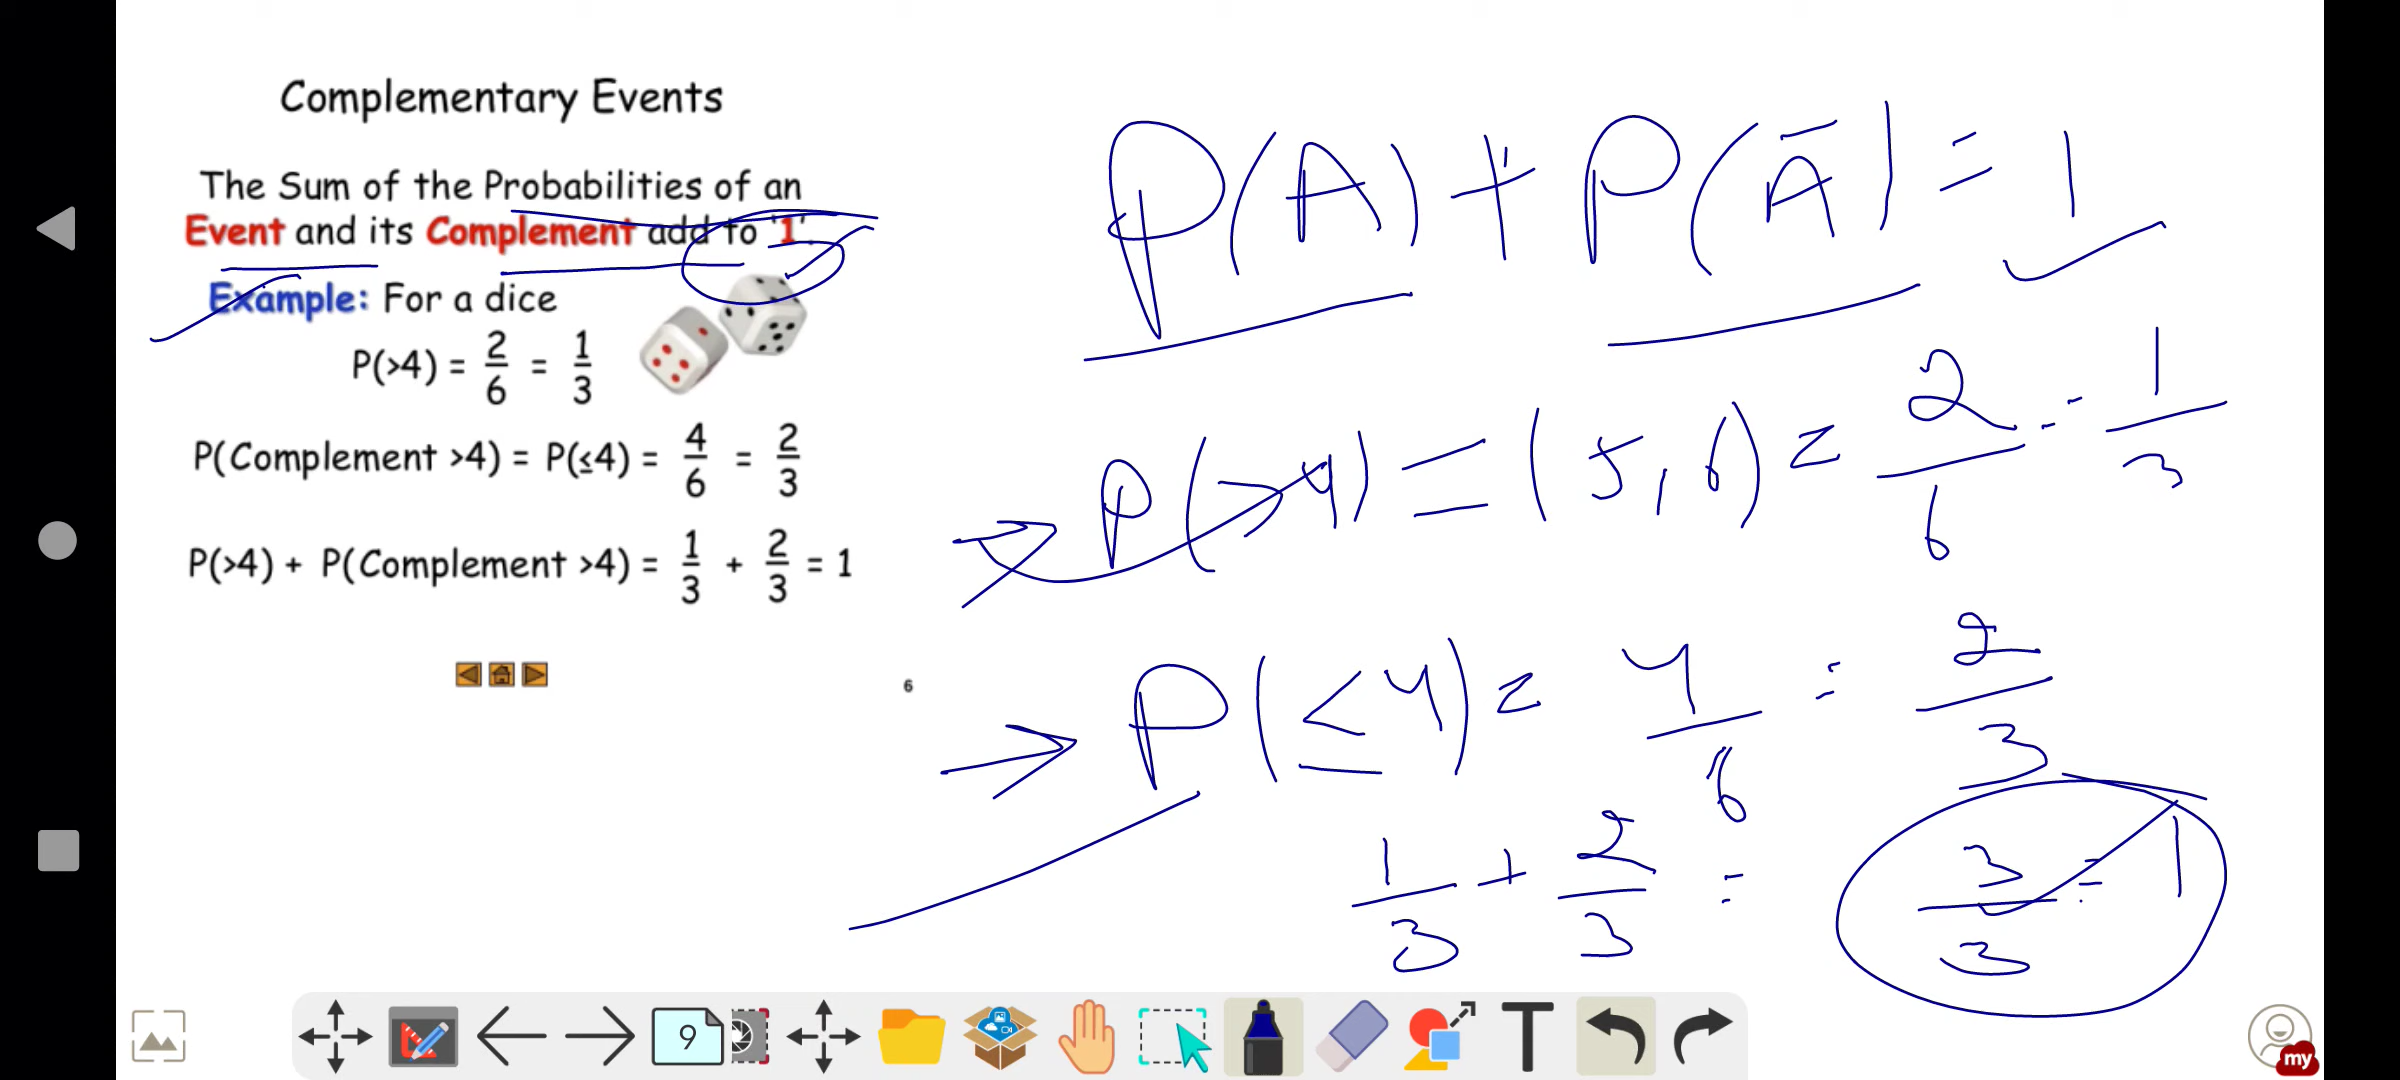 Complementary Events
The Sum of the Probabilities of an
Event and its Complement add to '1'.
Example: For a dice
P(>4) = 2/6 = 1/3
P(Complement >4) = P(≤4) = 4/6 = 2/3
P(>4) + P(Complement >4) = 1/3 + 2/3 = 1
6
P(A) + P(Ā) = 1
P(>4) = (5,6) = 2/6 = 1/3
P(≤4) = 4/6 = 2/3
1/3 + 2/3 = 3/3 = 1
9
T
my